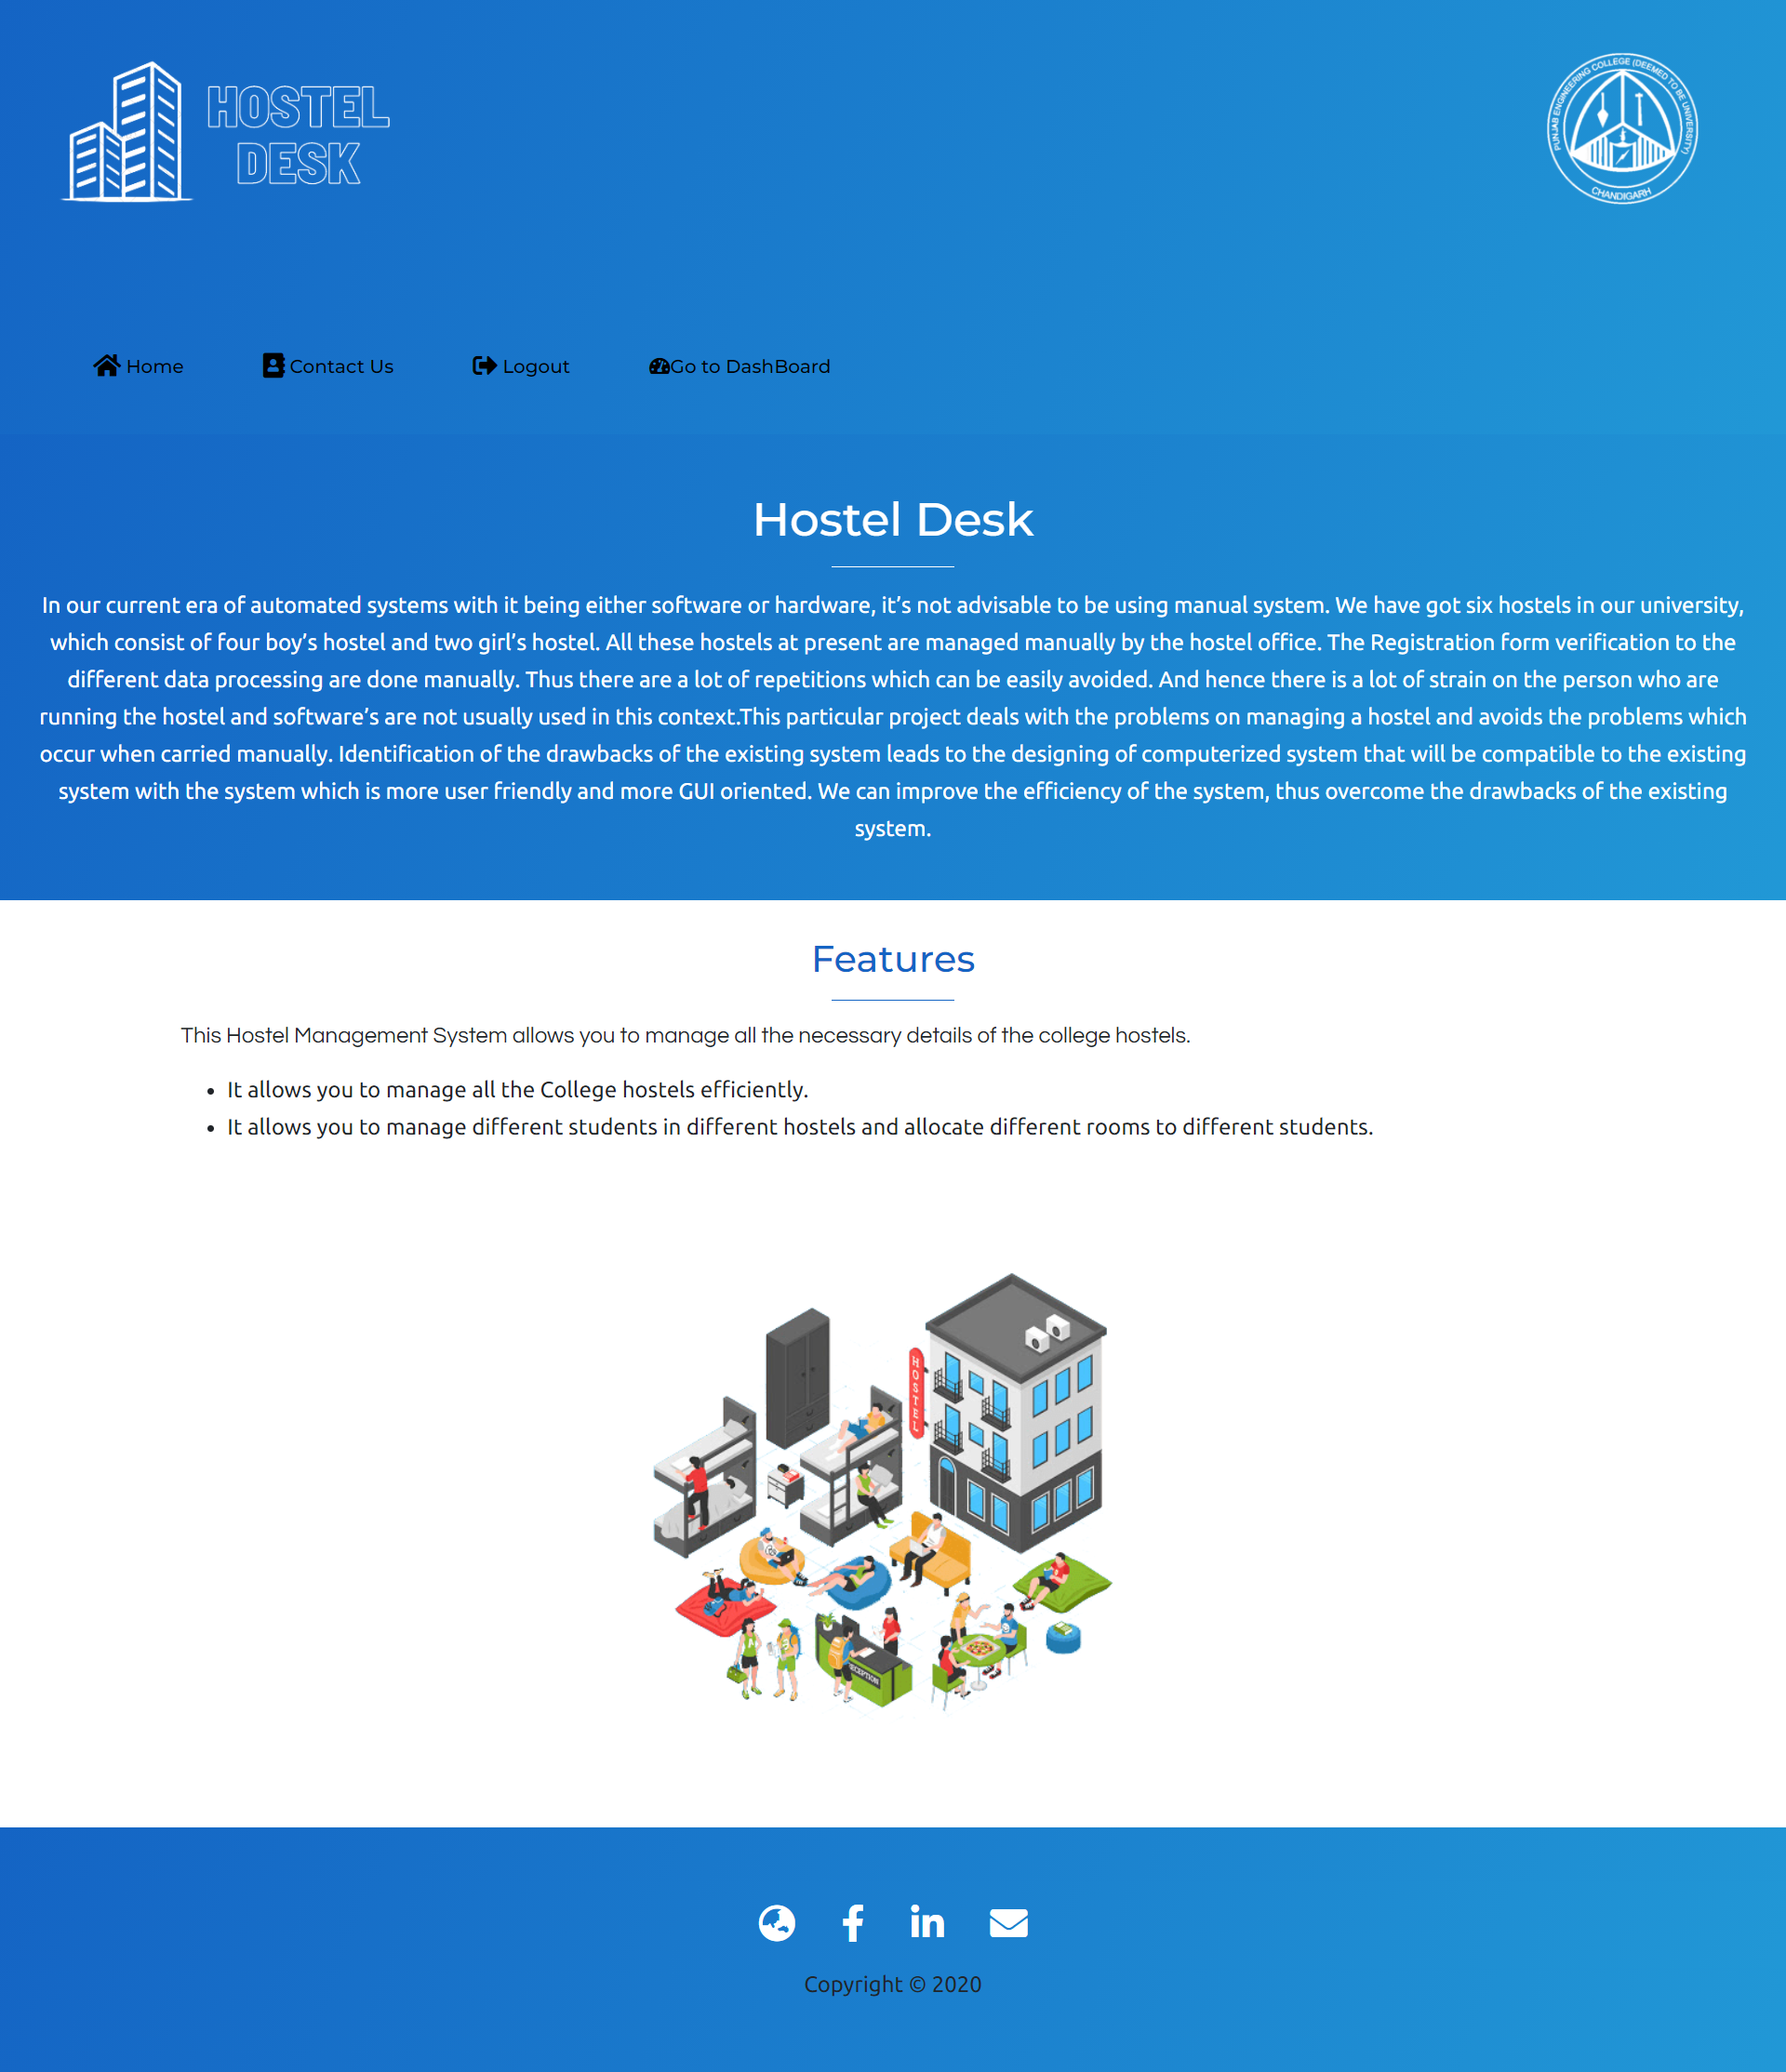 HOSTEL
DESK
PUNJAB ENGINEERING COLLEGE (DEEMED TO BE UNIVERSITY)
CHANDIGARH
Home
Contact Us
Logout
Go to DashBoard
Hostel Desk
In our current era of automated systems with it being either software or hardware, it’s not advisable to be using manual system. We have got six hostels in our university,
which consist of four boy’s hostel and two girl’s hostel. All these hostels at present are managed manually by the hostel office. The Registration form verification to the
different data processing are done manually. Thus there are a lot of repetitions which can be easily avoided. And hence there is a lot of strain on the person who are
running the hostel and software’s are not usually used in this context.This particular project deals with the problems on managing a hostel and avoids the problems which
occur when carried manually. Identification of the drawbacks of the existing system leads to the designing of computerized system that will be compatible to the existing
system with the system which is more user friendly and more GUI oriented. We can improve the efficiency of the system, thus overcome the drawbacks of the existing
system.
Features
This Hostel Management System allows you to manage all the necessary details of the college hostels.
• It allows you to manage all the College hostels efficiently.
• It allows you to manage different students in different hostels and allocate different rooms to different students.
HOSTEL
RECEPTION
Copyright © 2020